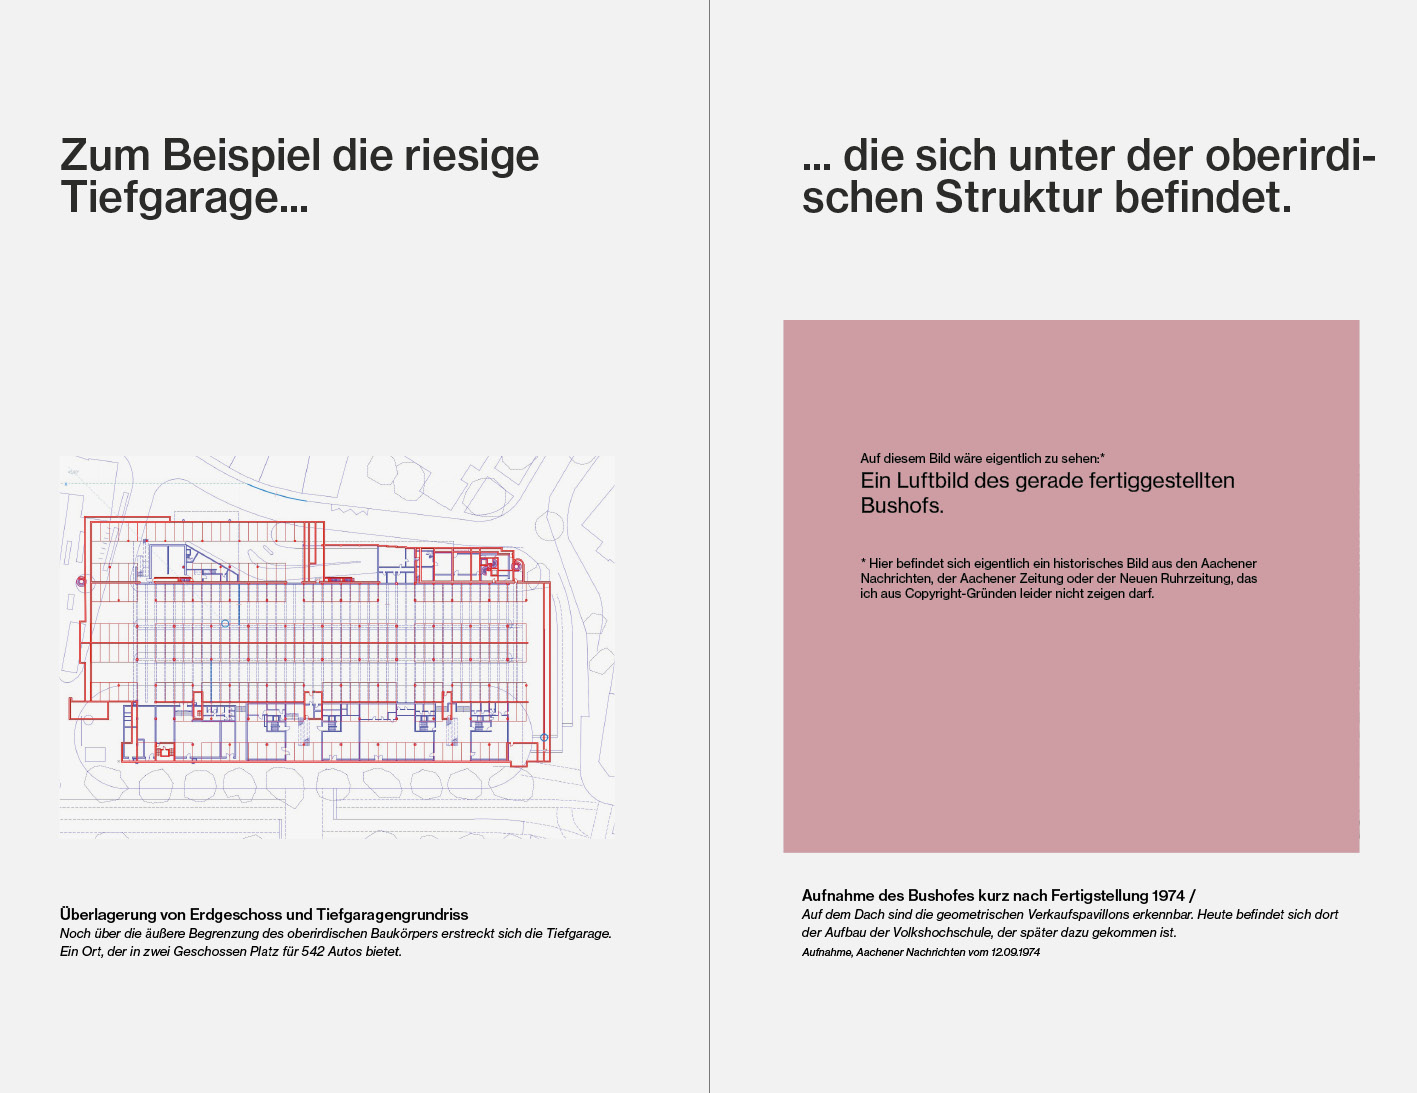 Zum Beispiel die riesige
Tiefgarage...
... die sich unter der oberirdi-
schen Struktur befindet.
Auf diesem Bild wäre eigentlich zu sehen:*
Ein Luftbild des gerade fertiggestellten
Bushofs.
* Hier befindet sich eigentlich ein historisches Bild aus den Aachener
Nachrichten, der Aachener Zeitung oder der Neuen Ruhrzeitung, das
ich aus Copyright-Gründen leider nicht zeigen darf.
Überlagerung von Erdgeschoss und Tiefgaragengrundriss
Noch über die äußere Begrenzung des oberirdischen Baukörpers erstreckt sich die Tiefgarage.
Ein Ort, der in zwei Geschossen Platz für 542 Autos bietet.
Aufnahme des Bushofes kurz nach Fertigstellung 1974 /
Auf dem Dach sind die geometrischen Verkaufspavillons erkennbar. Heute befindet sich dort
der Aufbau der Volkshochschule, der später dazu gekommen ist.
Aufnahme, Aachener Nachrichten vom 12.09.1974